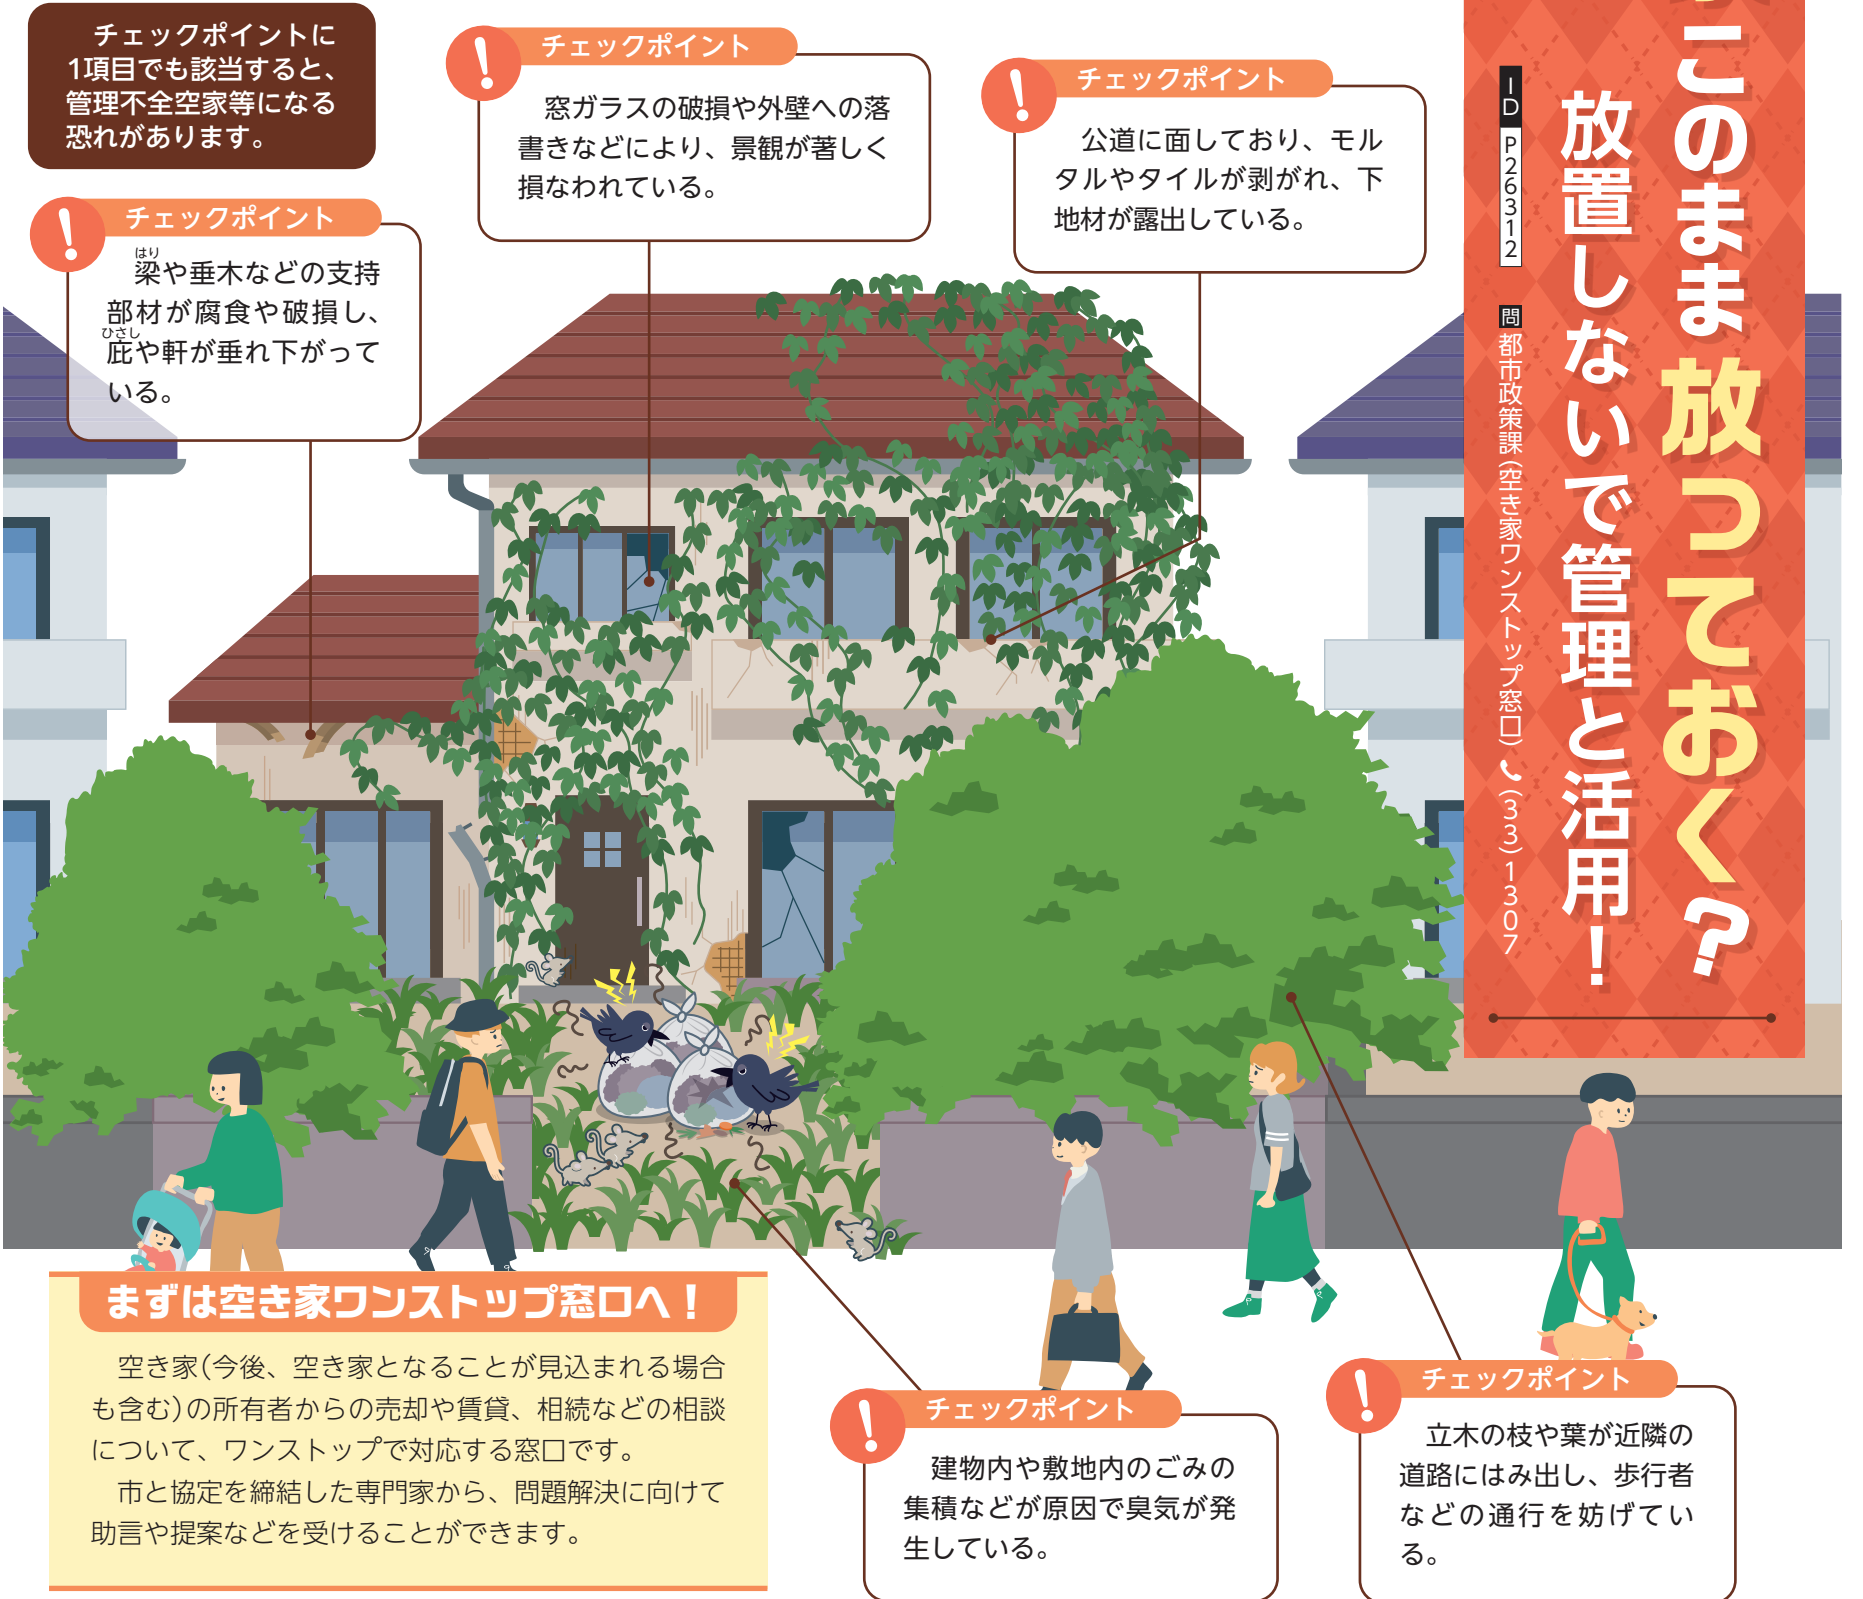 このまま放っておく？
放置しないで管理と活用！
ID P26312
問 都市政策課(空き家ワンストップ窓口) (33)1307
チェックポイントに
1項目でも該当すると、
管理不全空家等になる
恐れがあります。
チェックポイント
窓ガラスの破損や外壁への落
書きなどにより、景観が著しく
損なわれている。
チェックポイント
公道に面しており、モル
タルやタイルが剥がれ、下
地材が露出している。
チェックポイント
はり
梁や垂木などの支持
部材が腐食や破損し、
ひさし
庇や軒が垂れ下がって
いる。
まずは空き家ワンストップ窓口へ！
空き家(今後、空き家となることが見込まれる場合
も含む)の所有者からの売却や賃貸、相続などの相談
について、ワンストップで対応する窓口です。
市と協定を締結した専門家から、問題解決に向けて
助言や提案などを受けることができます。
チェックポイント
建物内や敷地内のごみの
集積などが原因で臭気が発
生している。
チェックポイント
立木の枝や葉が近隣の
道路にはみ出し、歩行者
などの通行を妨げてい
る。